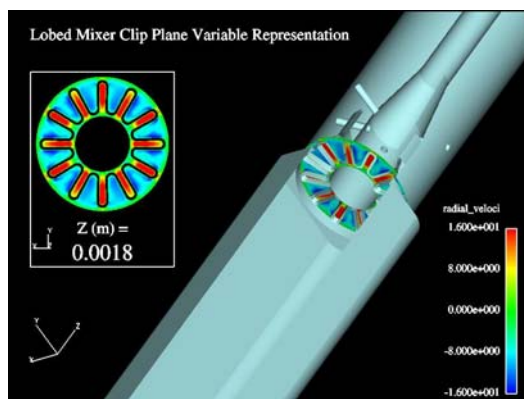 Lobed Mixer Clip Plane Variable Representation
Z (m) =
0.0018
Y
X
radial_veloci
1.600e+001
8.000e+000
0.000e+000
-8.000e+000
-1.600e+001
Y
Z
X